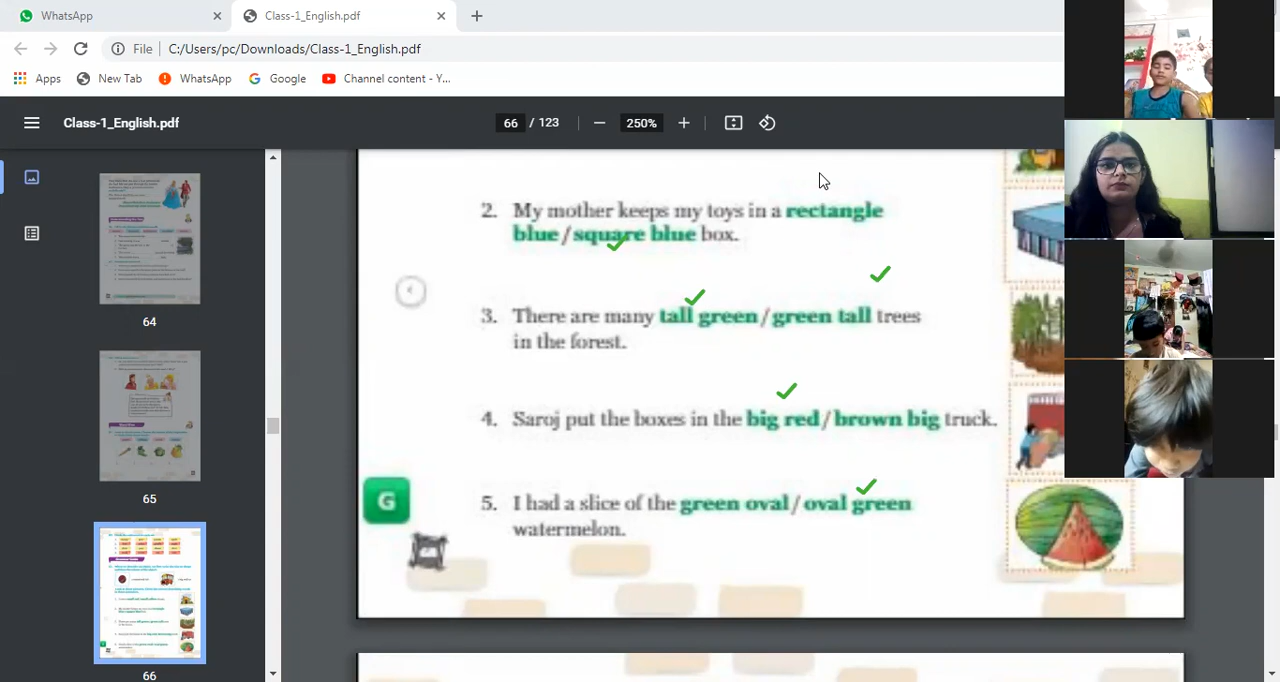 WhatsApp
Class-1_English.pdf
File | C:/Users/pc/Downloads/Class-1_English.pdf
Apps New Tab WhatsApp Google Channel content - Y...
Class-1_English.pdf 66 / 123 250%
64
65
66
2. My mother keeps my toys in a rectangle
blue / square blue box.
3. There are many tall green / green tall trees
in the forest.
4. Saroj put the boxes in the big red / brown big truck.
G
5. I had a slice of the green oval / oval green
watermelon.